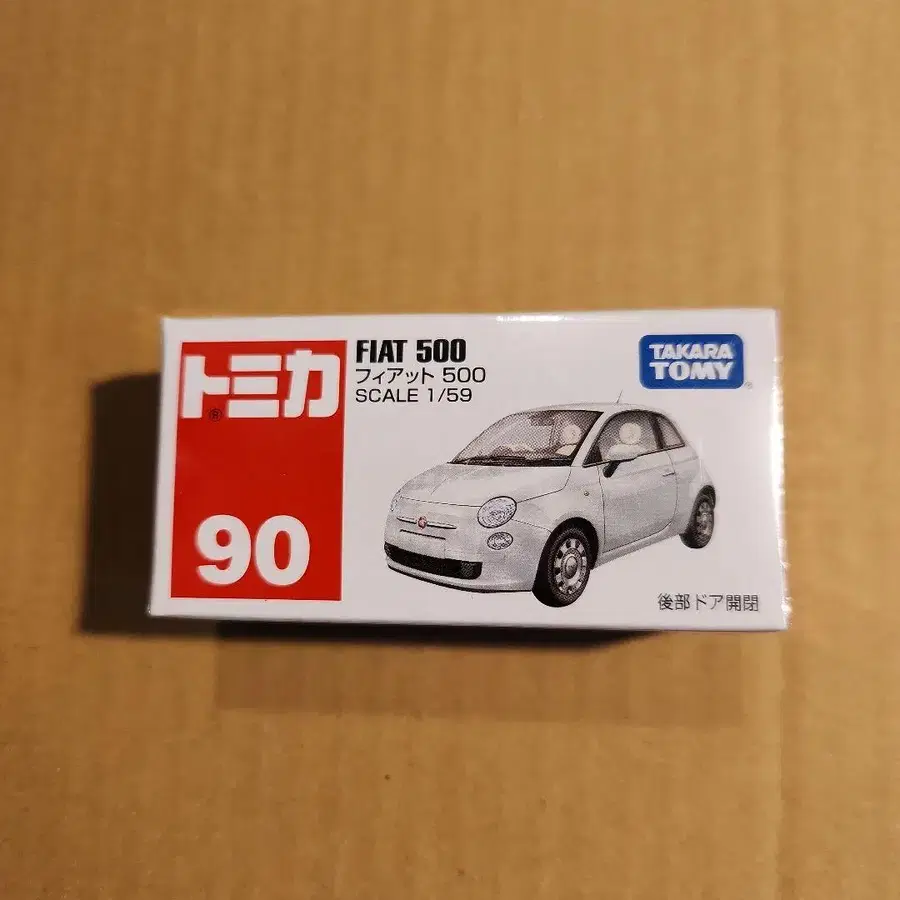 トミカ
®
90
FIAT 500
フィアット 500
SCALE 1/59
TAKARA
TOMY
®
後部ドア開閉